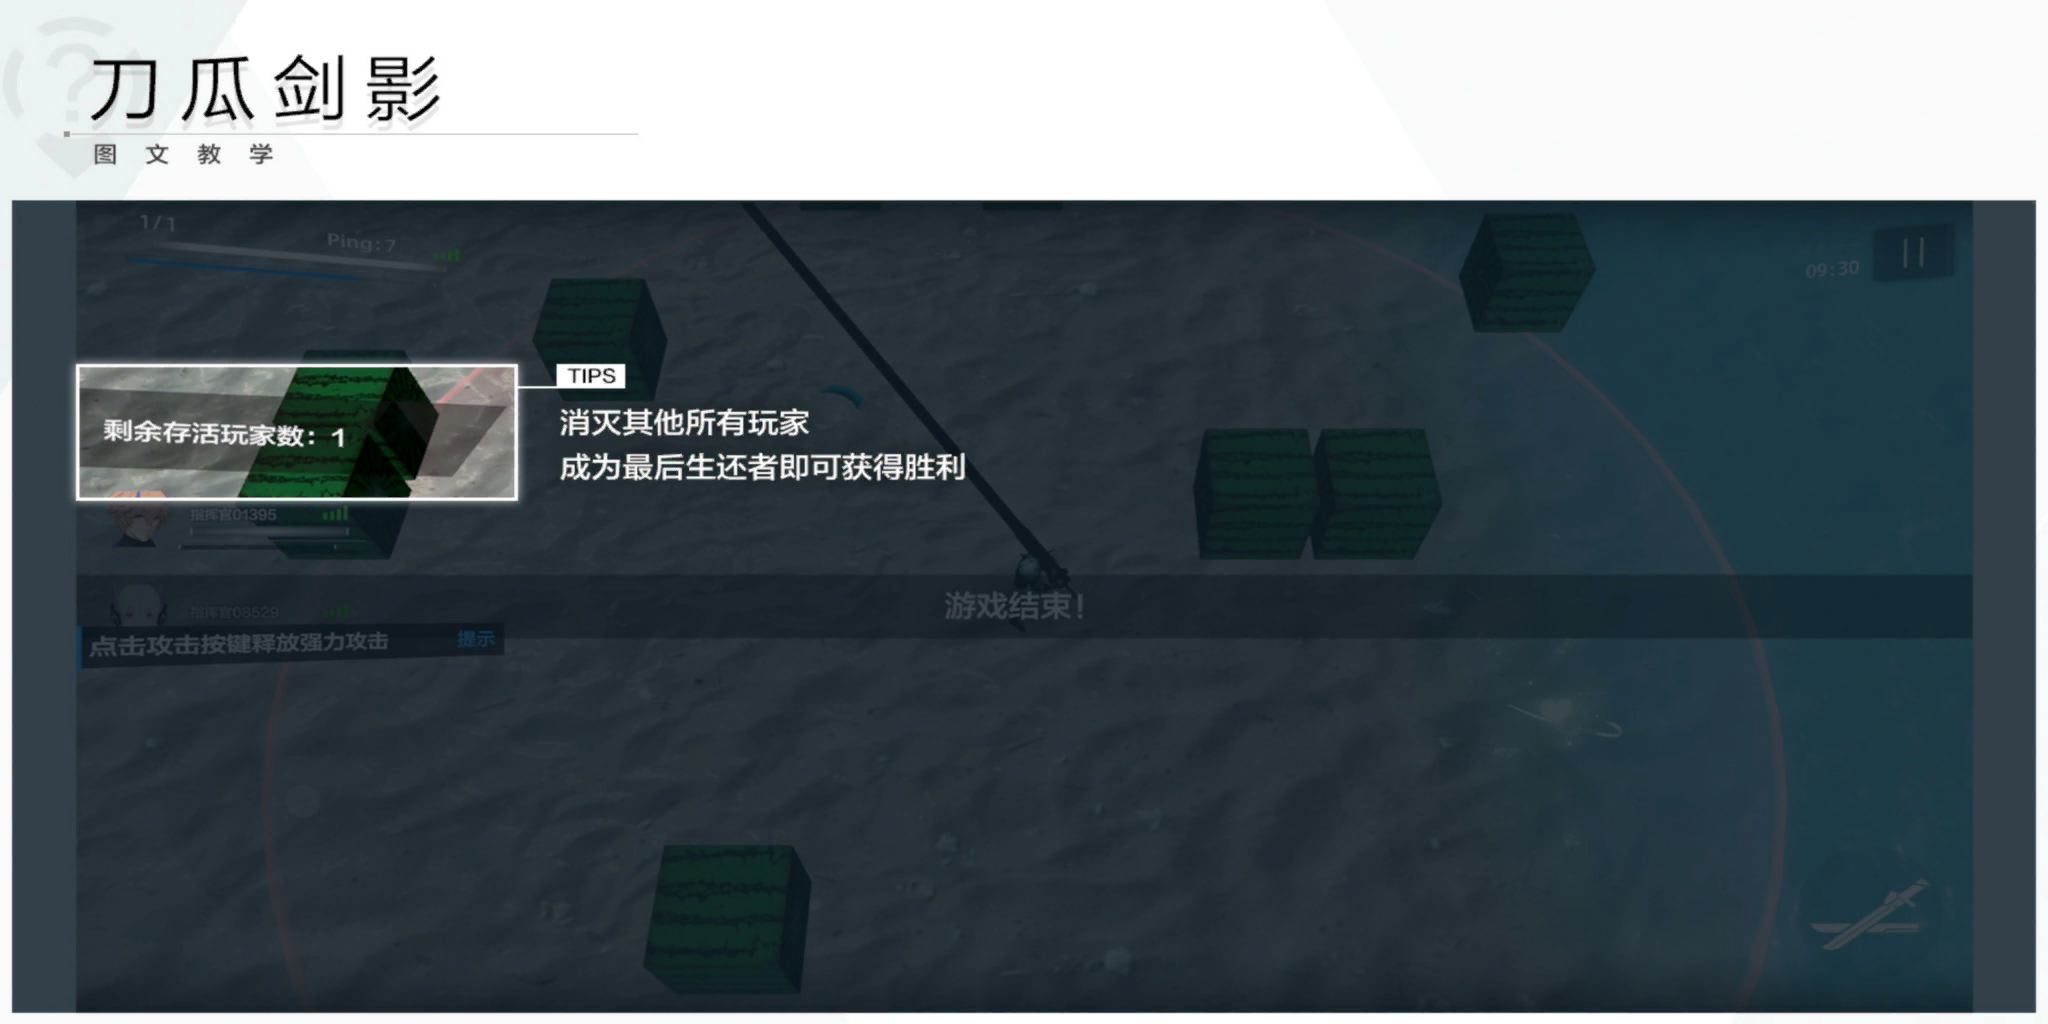 刀瓜剑影
图文教学
1/1
Ping:7
09:30
TIPS
剩余存活玩家数：1
消灭其他所有玩家
成为最后生还者即可获得胜利
指挥官01395
指挥官08529
游戏结束！
点击攻击按键释放强力攻击
提示